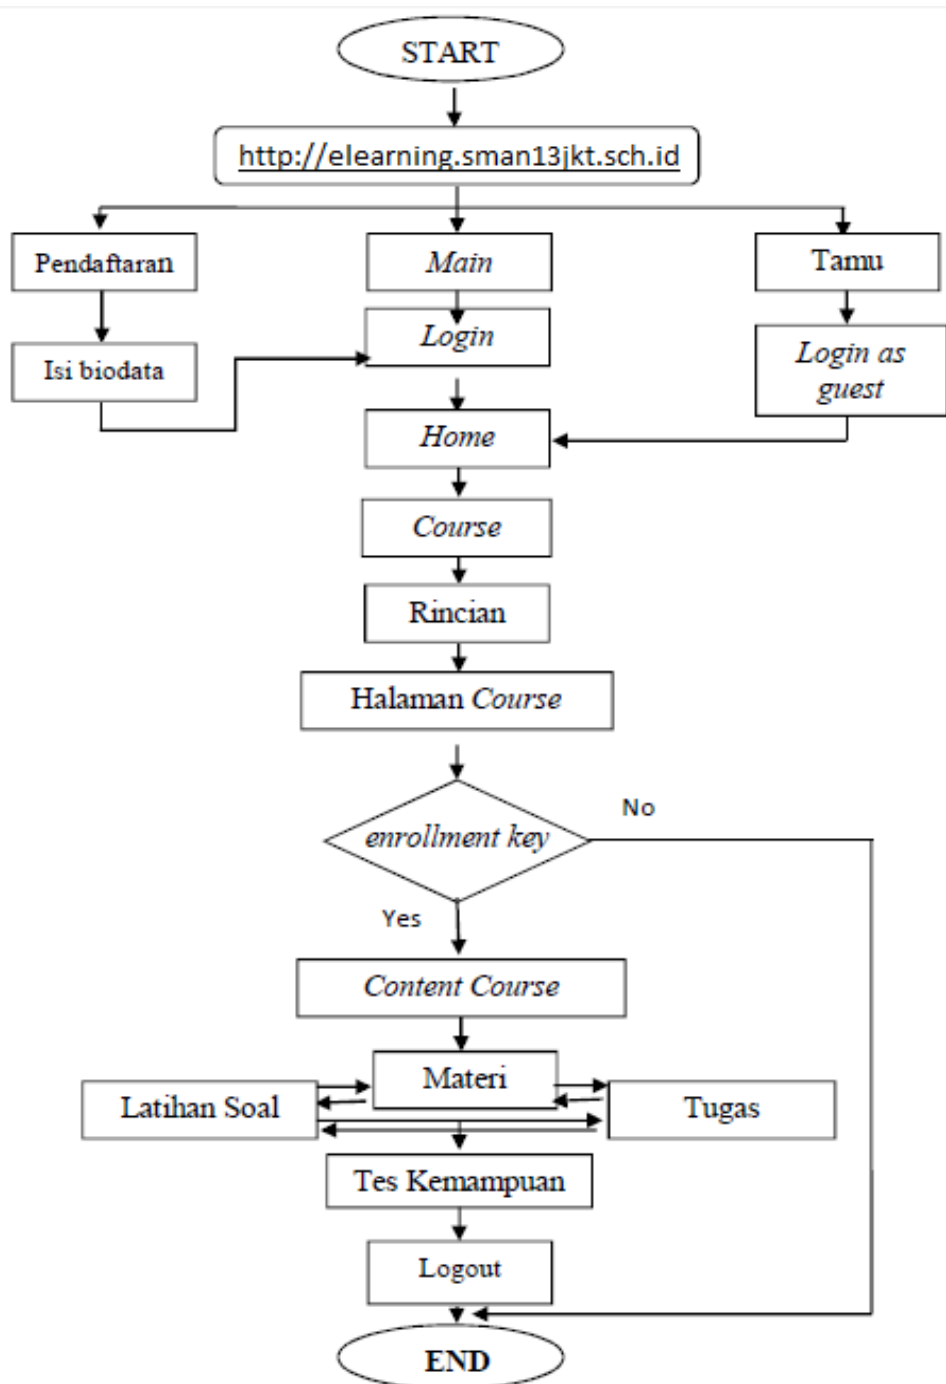 START
http://elearning.sman13jkt.sch.id
Pendaftaran
Main
Tamu
Isi biodata
Login
Login as
guest
Home
Course
Rincian
Halaman Course
enrollment key
No
Yes
Content Course
Materi
Latihan Soal
Tugas
Tes Kemampuan
Logout
END